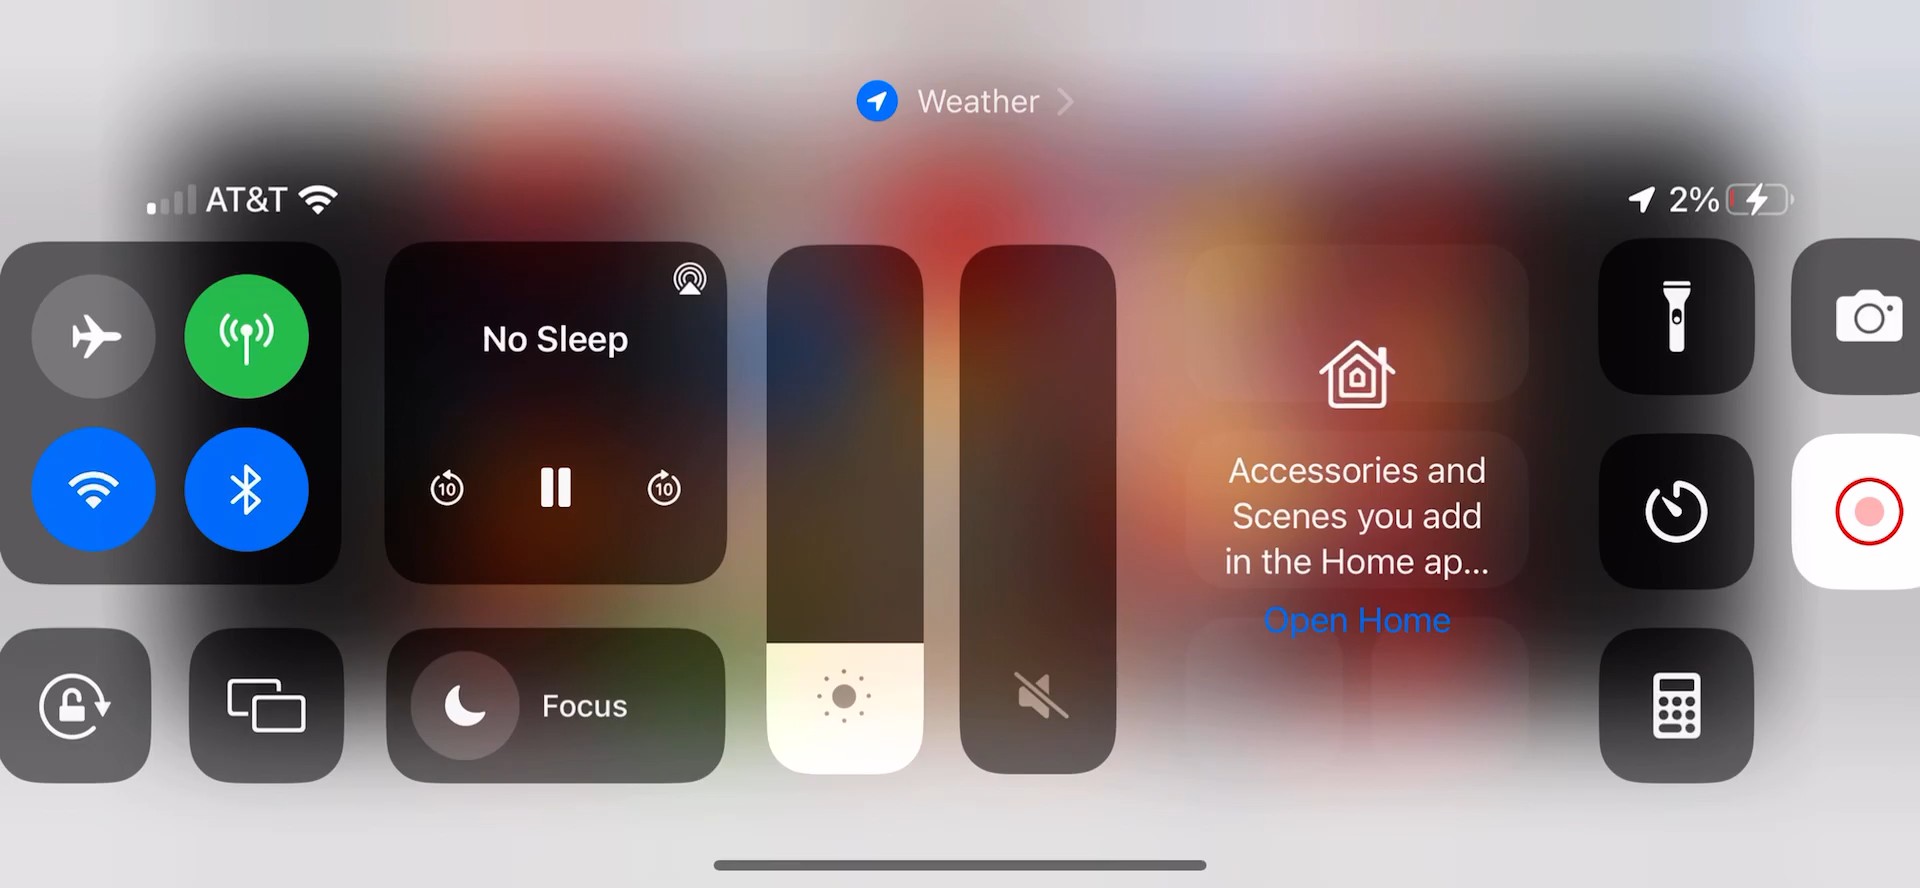 Weather
AT&T
2%
No Sleep
10
10
Focus
Accessories and
Scenes you add
in the Home ap...
Open Home